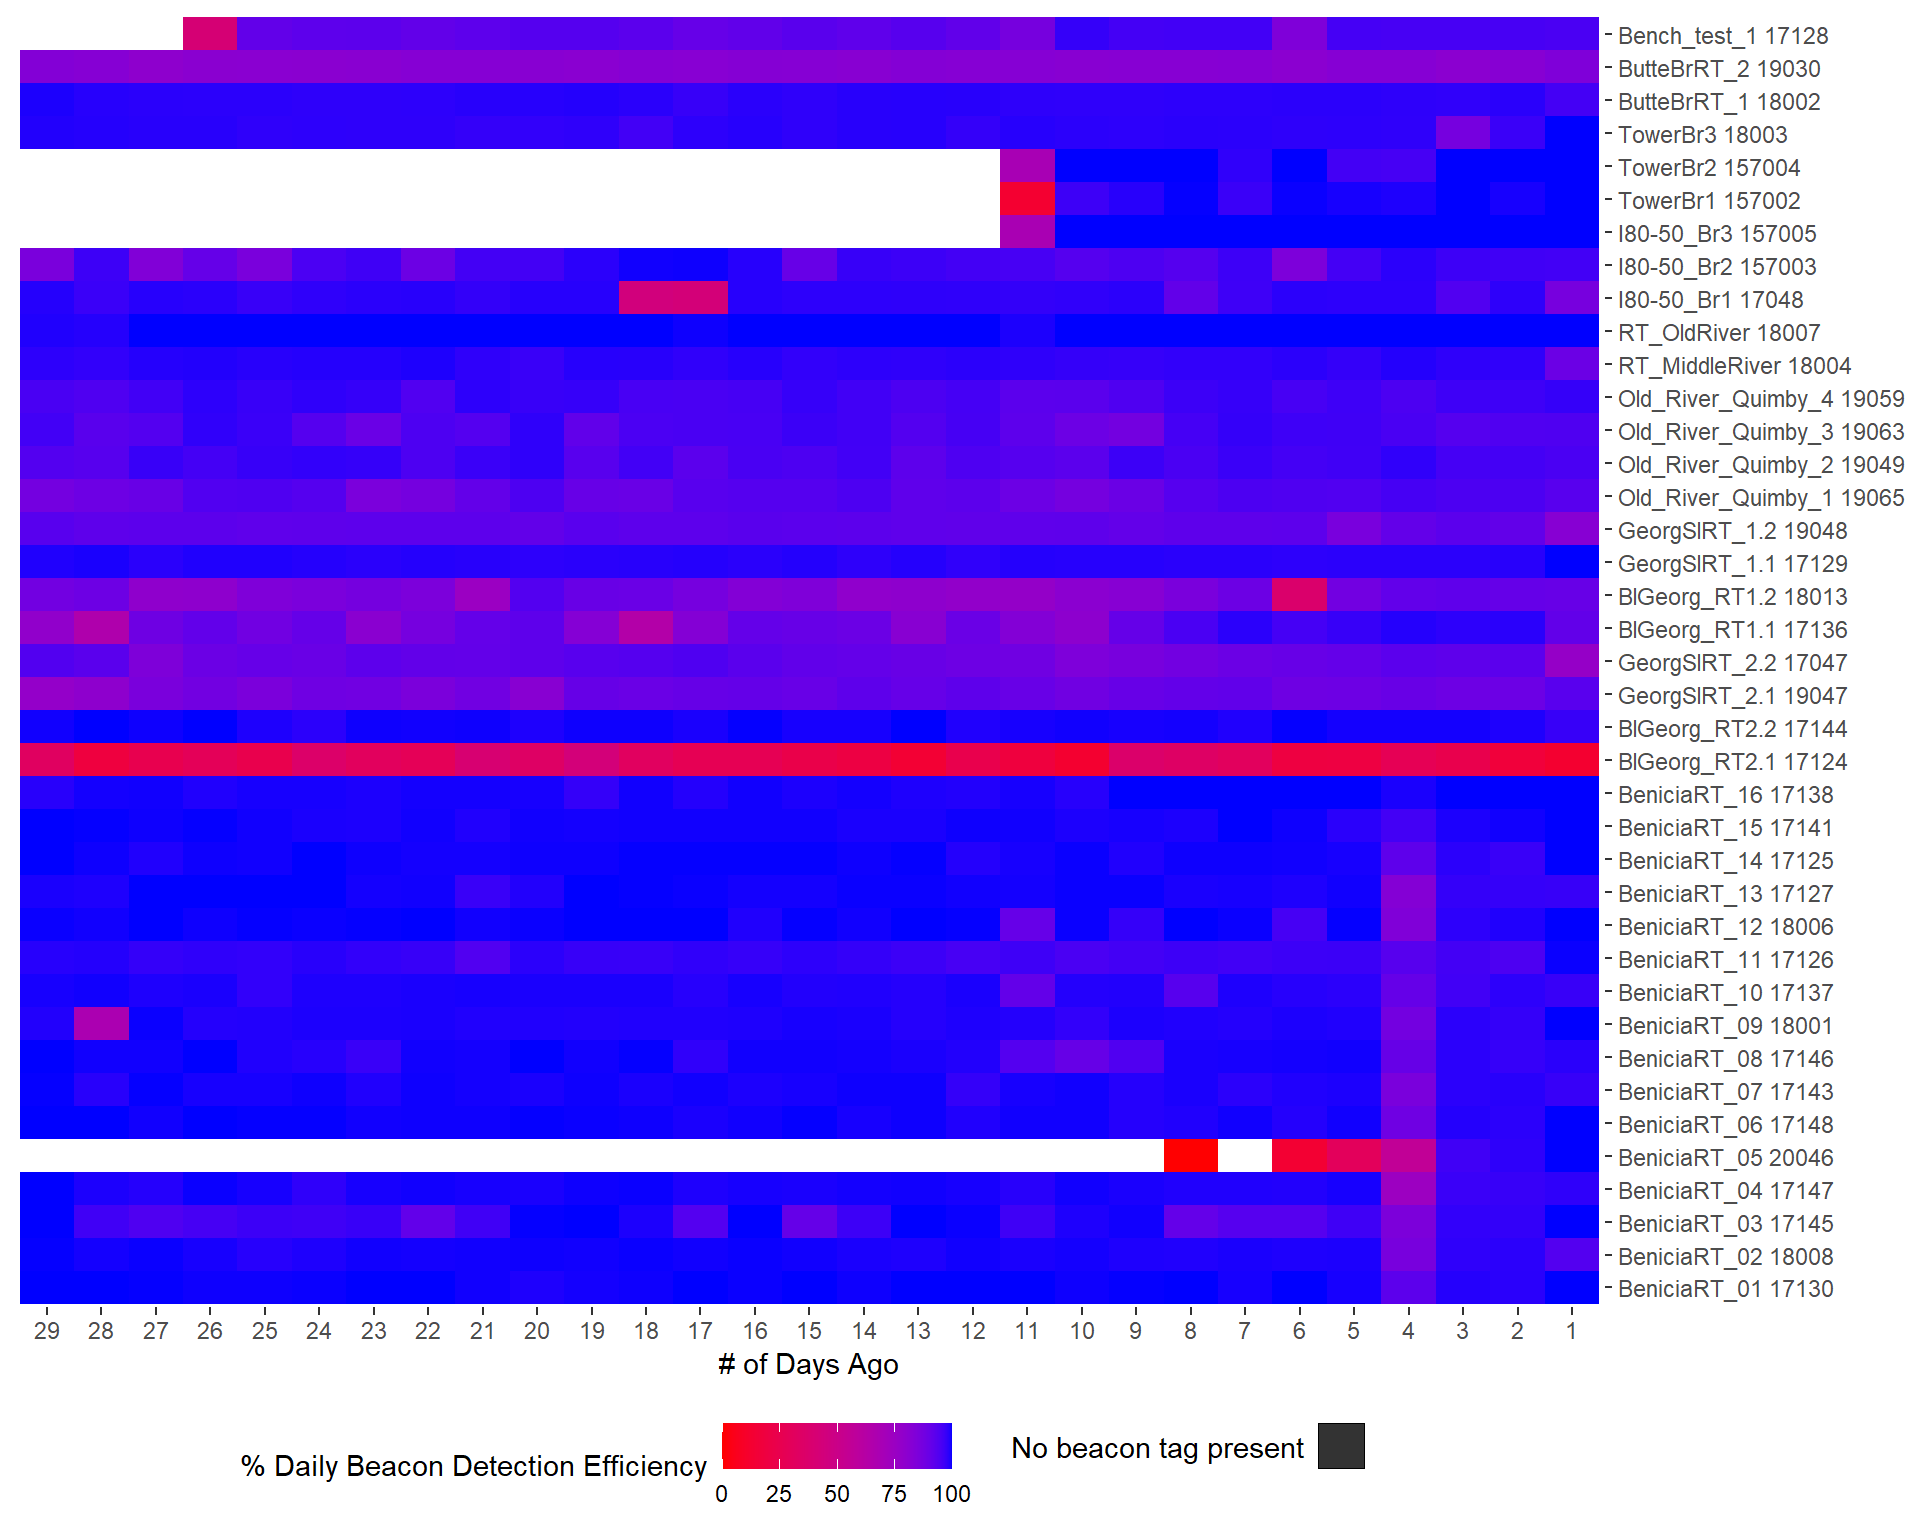 Bench_test_1 17128
ButteBrRT_2 19030
ButteBrRT_1 18002
TowerBr3 18003
TowerBr2 157004
TowerBr1 157002
I80-50_Br3 157005
I80-50_Br2 157003
I80-50_Br1 17048
RT_OldRiver 18007
RT_MiddleRiver 18004
Old_River_Quimby_4 19059
Old_River_Quimby_3 19063
Old_River_Quimby_2 19049
Old_River_Quimby_1 19065
GeorgSlRT_1.2 19048
GeorgSlRT_1.1 17129
BlGeorg_RT1.2 18013
BlGeorg_RT1.1 17136
GeorgSlRT_2.2 17047
GeorgSlRT_2.1 19047
BlGeorg_RT2.2 17144
BlGeorg_RT2.1 17124
BeniciaRT_16 17138
BeniciaRT_15 17141
BeniciaRT_14 17125
BeniciaRT_13 17127
BeniciaRT_12 18006
BeniciaRT_11 17126
BeniciaRT_10 17137
BeniciaRT_09 18001
BeniciaRT_08 17146
BeniciaRT_07 17143
BeniciaRT_06 17148
BeniciaRT_05 20046
BeniciaRT_04 17147
BeniciaRT_03 17145
BeniciaRT_02 18008
BeniciaRT_01 17130
29 28 27 26 25 24 23 22 21 20 19 18 17 16 15 14 13 12 11 10 9 8 7 6 5 4 3 2 1
# of Days Ago
% Daily Beacon Detection Efficiency
0 25 50 75 100
No beacon tag present